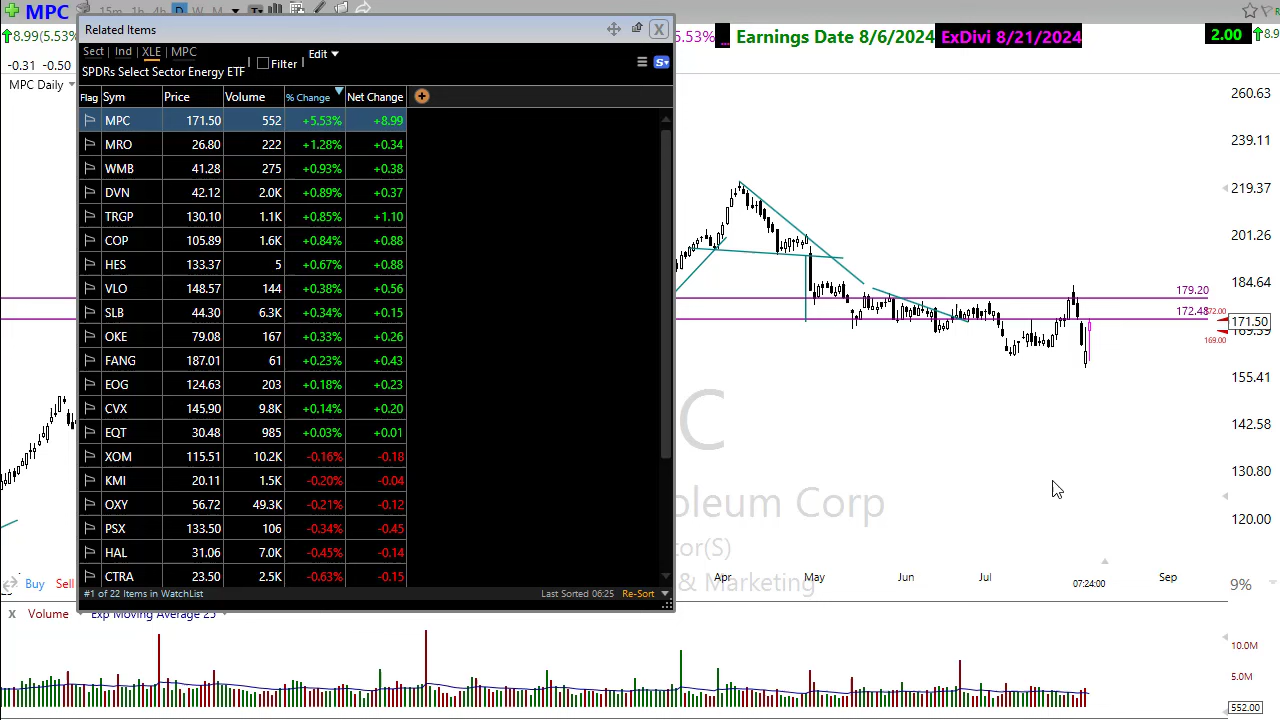 MPC
15m 1h 4h D W M
8.99(5.53%
-0.31 -0.50
MPC Daily
5.53%
Earnings Date 8/6/2024
ExDivi 8/21/2024
2.00
Related Items
X
Sect Ind XLE MPC
SPDRs Select Sector Energy ETF
Filter
Edit
Flag Sym Price Volume % Change Net Change
MPC 171.50 552 +5.53% +8.99
MRO 26.80 222 +1.28% +0.34
WMB 41.28 275 +0.93% +0.38
DVN 42.12 2.0K +0.89% +0.37
TRGP 130.10 1.1K +0.85% +1.10
COP 105.89 1.6K +0.84% +0.88
HES 133.37 5 +0.67% +0.88
VLO 148.57 144 +0.38% +0.56
SLB 44.30 6.3K +0.34% +0.15
OKE 79.08 167 +0.33% +0.26
FANG 187.01 61 +0.23% +0.43
EOG 124.63 203 +0.18% +0.23
CVX 145.90 9.8K +0.14% +0.20
EQT 30.48 985 +0.03% +0.01
XOM 115.51 10.2K -0.16% -0.18
KMI 20.11 1.5K -0.20% -0.04
OXY 56.72 49.3K -0.21% -0.12
PSX 133.50 106 -0.34% -0.45
HAL 31.06 7.0K -0.45% -0.14
CTRA 23.50 2.5K -0.63% -0.15
#1 of 22 Items in WatchList
Last Sorted 06:25 Re-Sort
260.63
239.11
219.37
201.26
184.64
179.20
172.48
172.00
171.50
169.00
155.41
142.58
130.80
120.00
C
oleum Corp
tor(S)
& Marketing
Apr May Jun Jul 07:24:00 Sep
9%
Buy Sell
X Volume Exp Moving Average 25
10.0M
5.0M
552.00